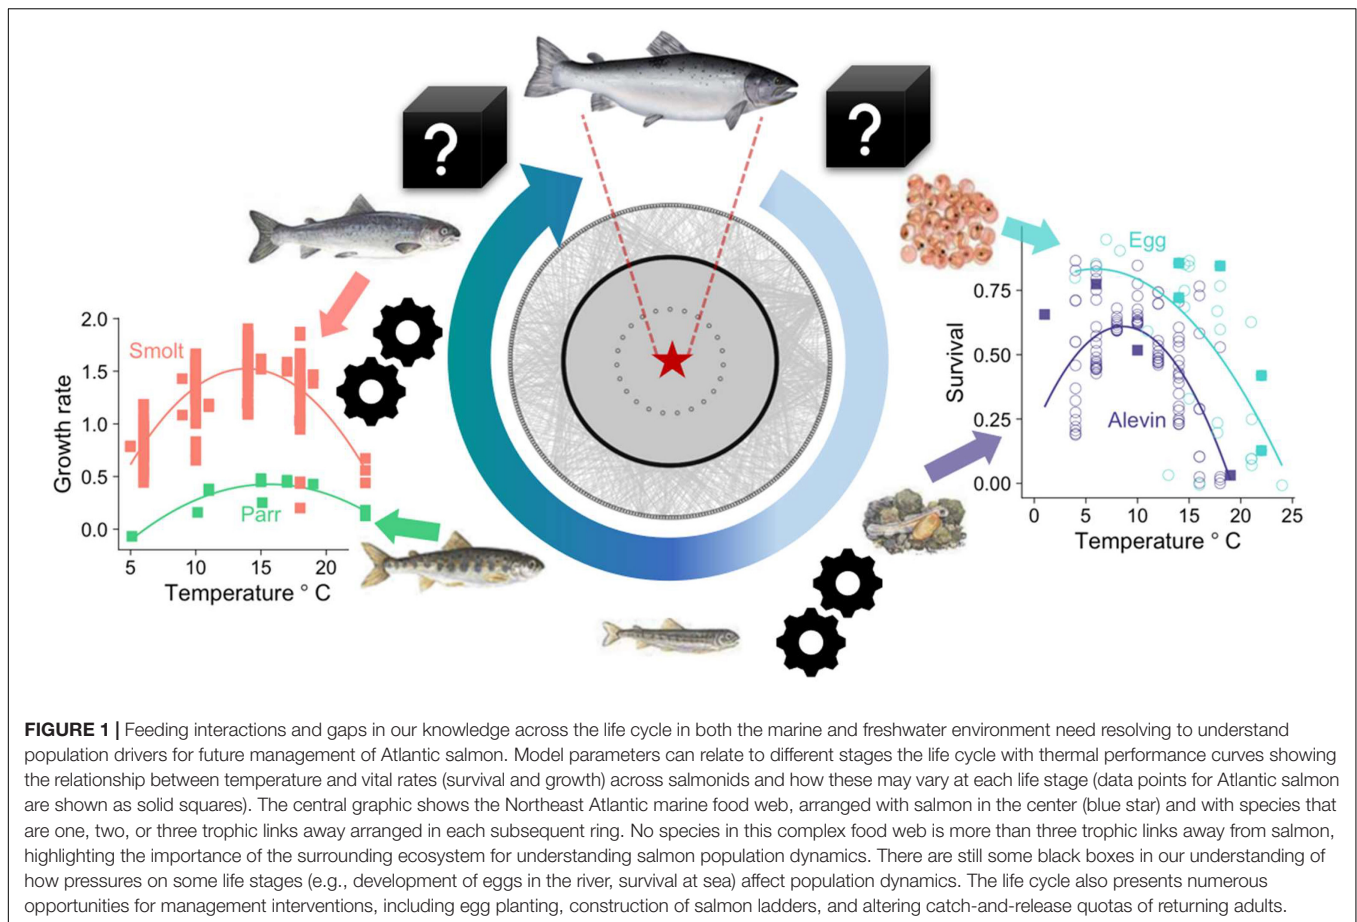 ?
?
Egg
Alevin
0.75
0.50
0.25
0.00
Survival
0 5 10 15 20 25
Temperature ° C
2.0
1.5
1.0
0.5
0.0
Growth rate
Smolt
Parr
5 10 15 20
Temperature ° C
FIGURE 1 | Feeding interactions and gaps in our knowledge across the life cycle in both the marine and freshwater environment need resolving to understand
population drivers for future management of Atlantic salmon. Model parameters can relate to different stages the life cycle with thermal performance curves showing
the relationship between temperature and vital rates (survival and growth) across salmonids and how these may vary at each life stage (data points for Atlantic salmon
are shown as solid squares). The central graphic shows the Northeast Atlantic marine food web, arranged with salmon in the center (blue star) and with species that
are one, two, or three trophic links away arranged in each subsequent ring. No species in this complex food web is more than three trophic links away from salmon,
highlighting the importance of the surrounding ecosystem for understanding salmon population dynamics. There are still some black boxes in our understanding of
how pressures on some life stages (e.g., development of eggs in the river, survival at sea) affect population dynamics. The life cycle also presents numerous
opportunities for management interventions, including egg planting, construction of salmon ladders, and altering catch-and-release quotas of returning adults.